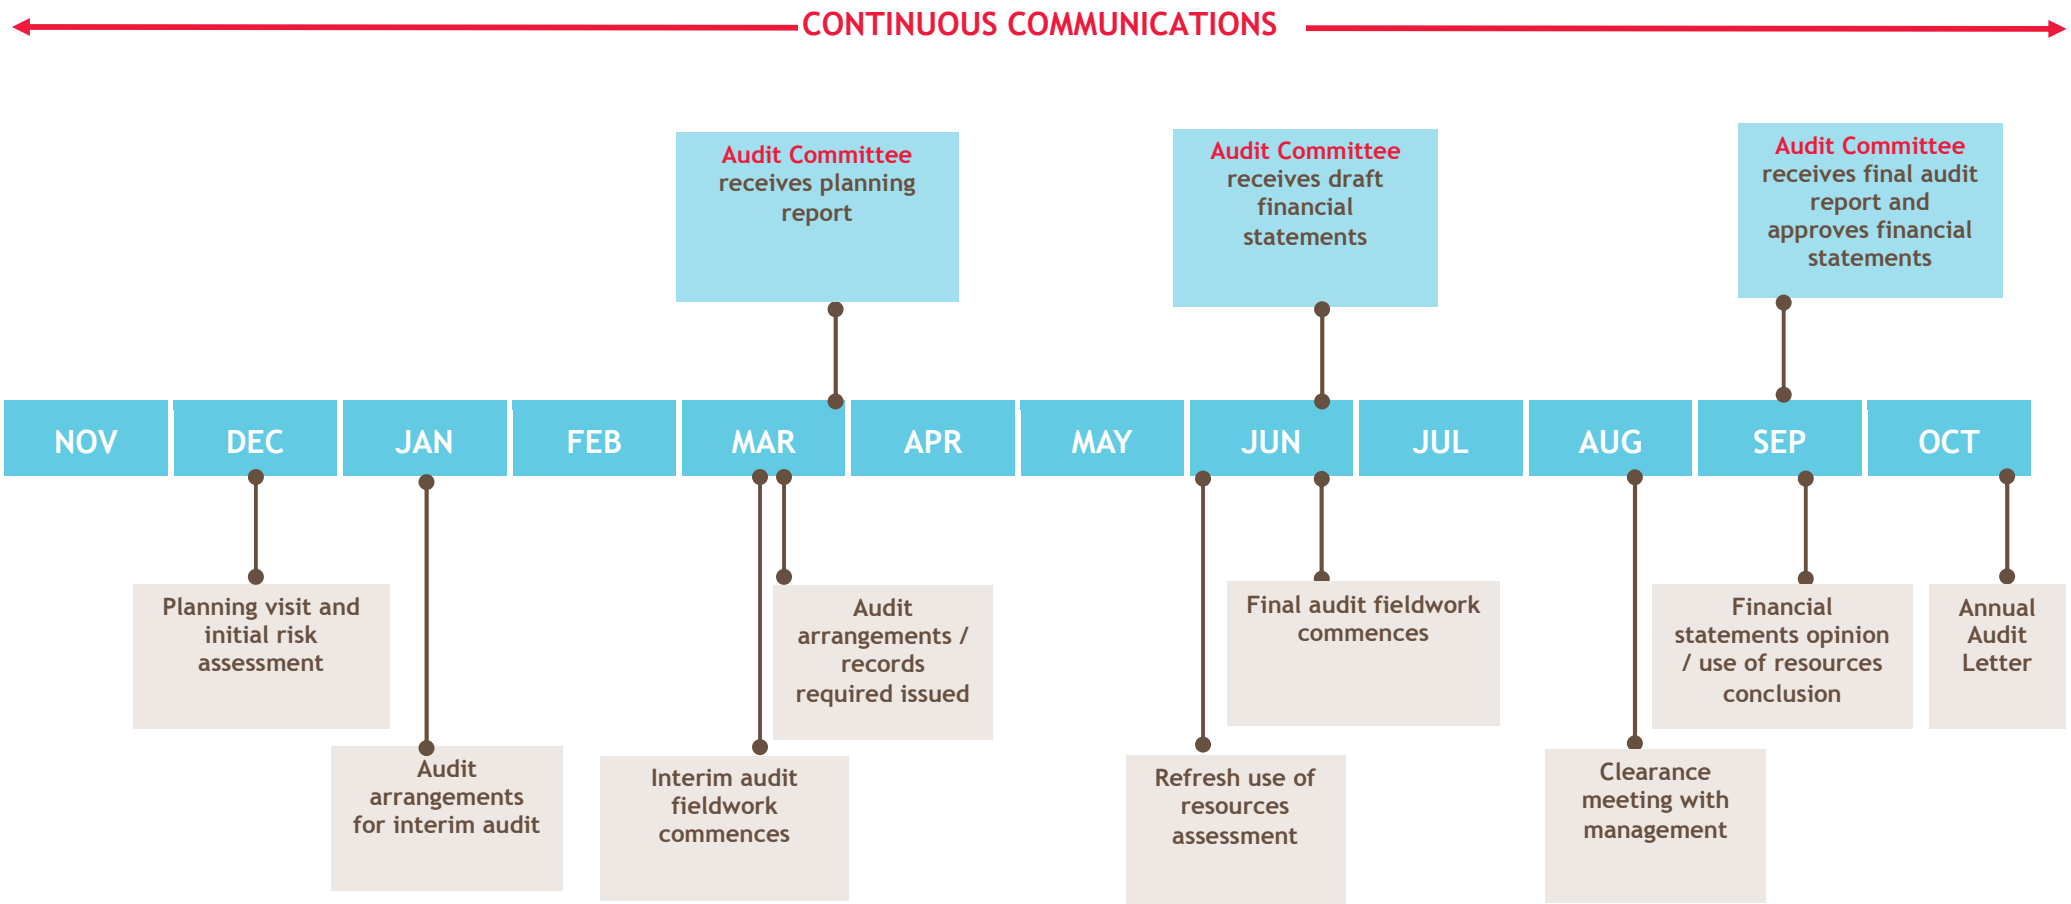 CONTINUOUS COMMUNICATIONS
Audit Committee
receives planning
report
Audit Committee
receives draft
financial
statements
Audit Committee
receives final audit
report and
approves financial
statements
NOV
DEC
JAN
FEB
MAR
APR
MAY
JUN
JUL
AUG
SEP
OCT
Planning visit and
initial risk
assessment
Audit
arrangements
for interim audit
Interim audit
fieldwork
commences
Audit
arrangements /
records
required issued
Refresh use of
resources
assessment
Final audit fieldwork
commences
Clearance
meeting with
management
Financial
statements opinion
/ use of resources
conclusion
Annual
Audit
Letter